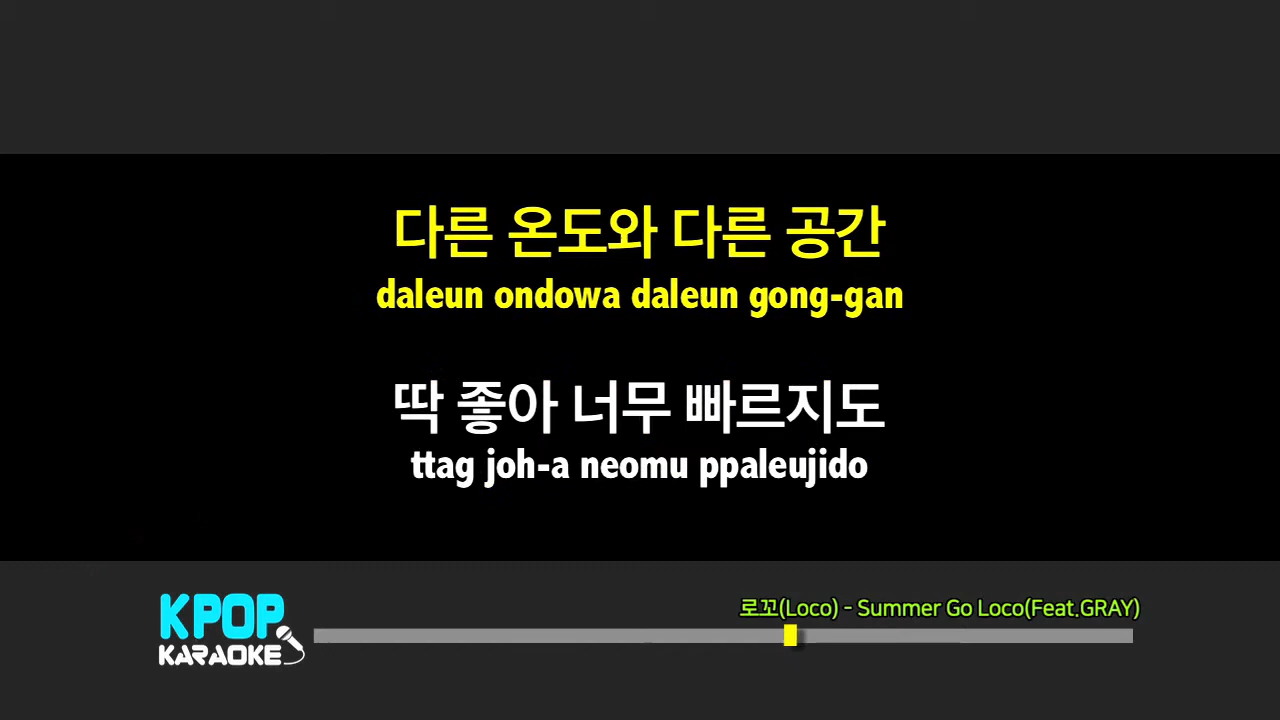 다른 온도와 다른 공간
daleun ondowa daleun gong-gan
딱 좋아 너무 빠르지도
ttag joh-a neomu ppaleujido
로꼬(Loco) - Summer Go Loco(Feat.GRAY)
KPOP
KARAOKE